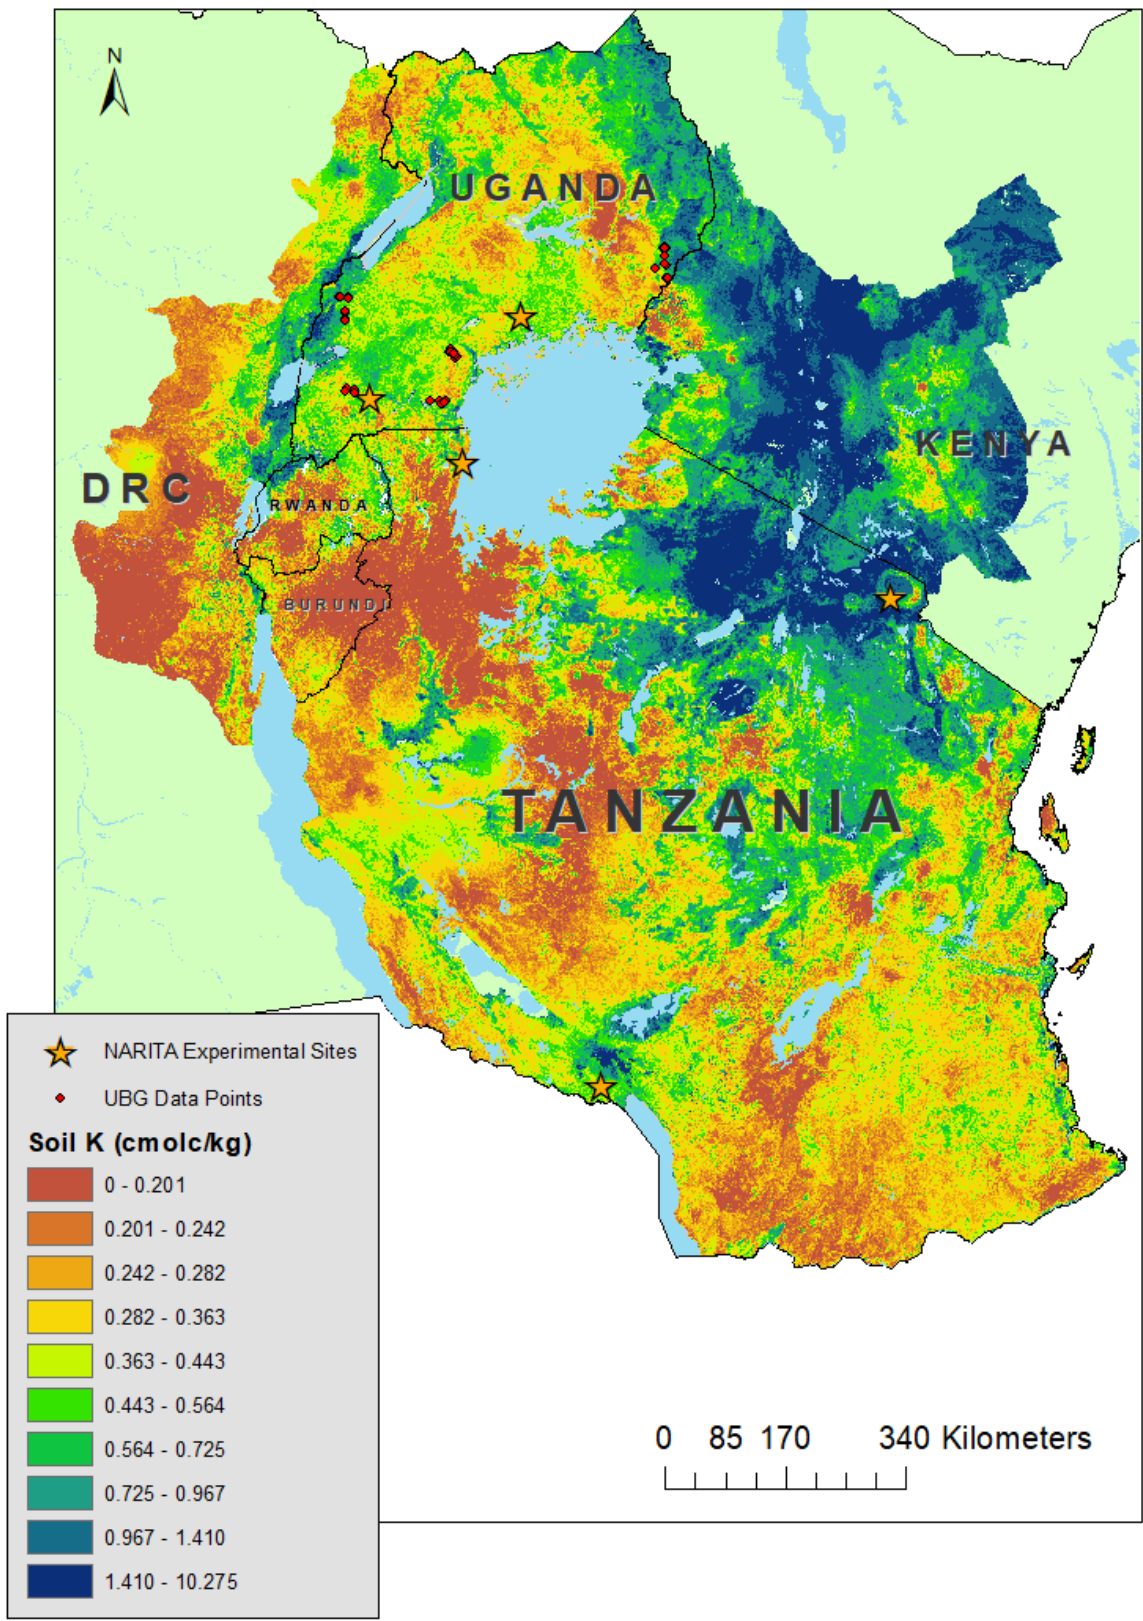 N
UGANDA
KENYA
DRC
RWANDA
BURUNDI
TANZANIA
NARITA Experimental Sites
UBG Data Points
Soil K (cmolc/kg)
0 - 0.201
0.201 - 0.242
0.242 - 0.282
0.282 - 0.363
0.363 - 0.443
0.443 - 0.564
0.564 - 0.725
0.725 - 0.967
0.967 - 1.410
1.410 - 10.275
0 85 170 340 Kilometers